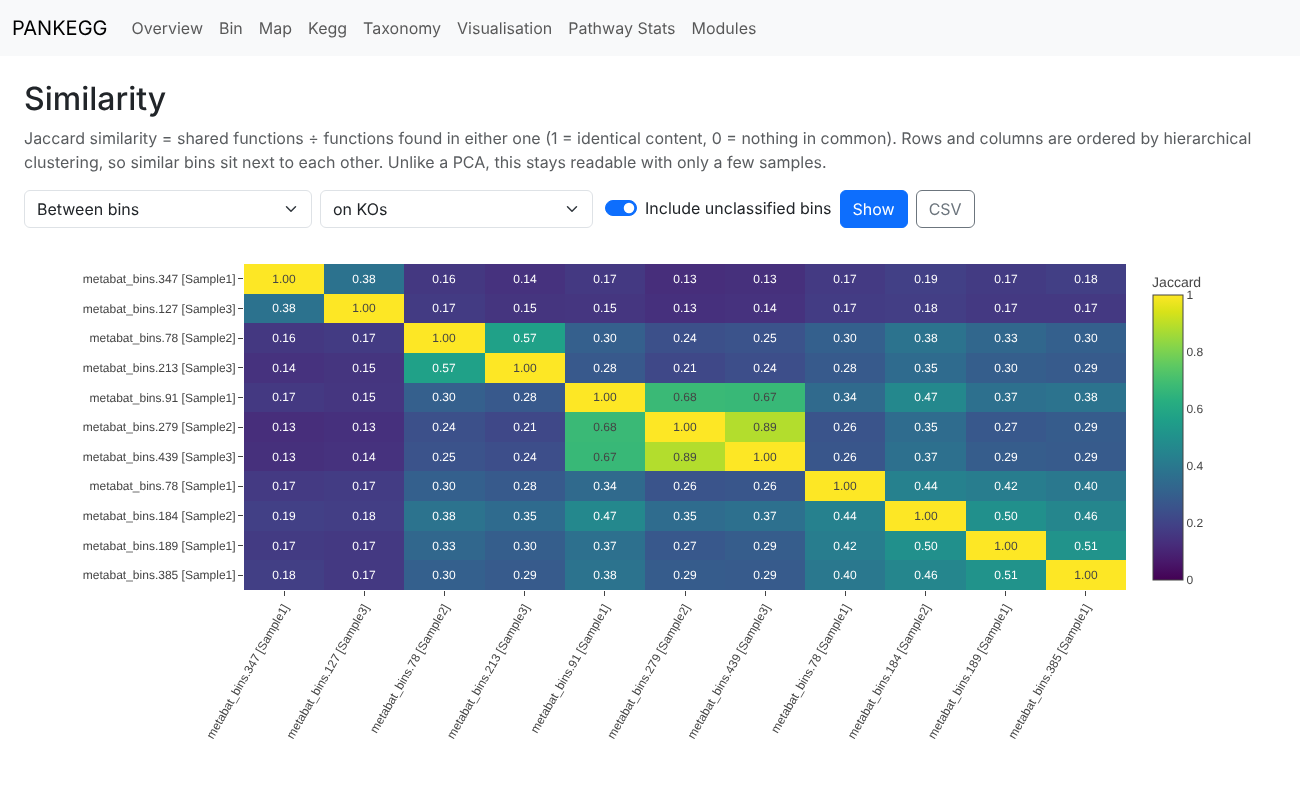 PANKEGG Overview Bin Map Kegg Taxonomy Visualisation Pathway Stats Modules
Similarity
Jaccard similarity = shared functions ÷ functions found in either one (1 = identical content, 0 = nothing in common). Rows and columns are ordered by hierarchical
clustering, so similar bins sit next to each other. Unlike a PCA, this stays readable with only a few samples.
Between bins on KOs Include unclassified bins Show CSV
metabat_bins.347 [Sample1] 1.00 0.38 0.16 0.14 0.17 0.13 0.13 0.17 0.19 0.17 0.18
metabat_bins.127 [Sample3] 0.38 1.00 0.17 0.15 0.15 0.13 0.14 0.17 0.18 0.17 0.17
metabat_bins.78 [Sample2] 0.16 0.17 1.00 0.57 0.30 0.24 0.25 0.30 0.38 0.33 0.30
metabat_bins.213 [Sample3] 0.14 0.15 0.57 1.00 0.28 0.21 0.24 0.28 0.35 0.30 0.29
metabat_bins.91 [Sample1] 0.17 0.15 0.30 0.28 1.00 0.68 0.67 0.34 0.47 0.37 0.38
metabat_bins.279 [Sample2] 0.13 0.13 0.24 0.21 0.68 1.00 0.89 0.26 0.35 0.27 0.29
metabat_bins.439 [Sample3] 0.13 0.14 0.25 0.24 0.67 0.89 1.00 0.26 0.37 0.29 0.29
metabat_bins.78 [Sample1] 0.17 0.17 0.30 0.28 0.34 0.26 0.26 1.00 0.44 0.42 0.40
metabat_bins.184 [Sample2] 0.19 0.18 0.38 0.35 0.47 0.35 0.37 0.44 1.00 0.50 0.46
metabat_bins.189 [Sample1] 0.17 0.17 0.33 0.30 0.37 0.27 0.29 0.42 0.50 1.00 0.51
metabat_bins.385 [Sample1] 0.18 0.17 0.30 0.29 0.38 0.29 0.29 0.40 0.46 0.51 1.00
metabat_bins.347 [Sample1]
metabat_bins.127 [Sample3]
metabat_bins.78 [Sample2]
metabat_bins.213 [Sample3]
metabat_bins.91 [Sample1]
metabat_bins.279 [Sample2]
metabat_bins.439 [Sample3]
metabat_bins.78 [Sample1]
metabat_bins.184 [Sample2]
metabat_bins.189 [Sample1]
metabat_bins.385 [Sample1]
Jaccard
1
0.8
0.6
0.4
0.2
0